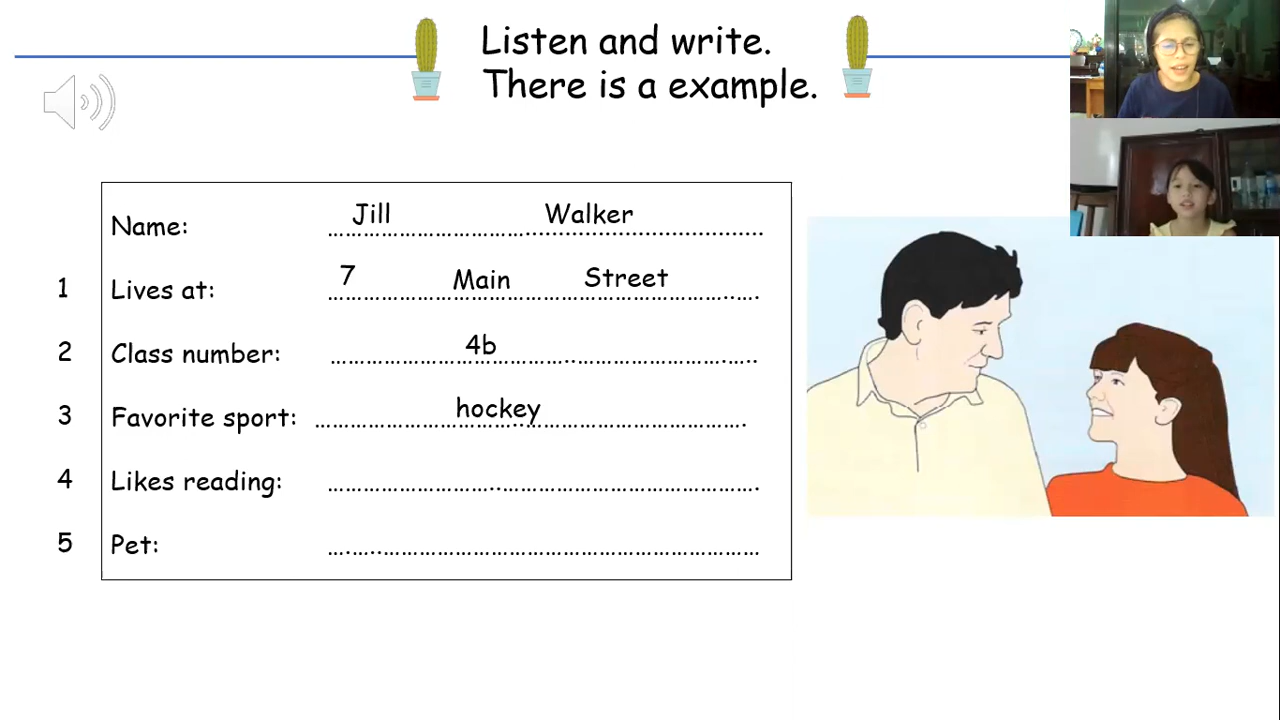 Listen and write.
There is a example.
Name: Jill Walker
1 Lives at: 7 Main Street
2 Class number: 4b
3 Favorite sport: hockey
4 Likes reading:
5 Pet: